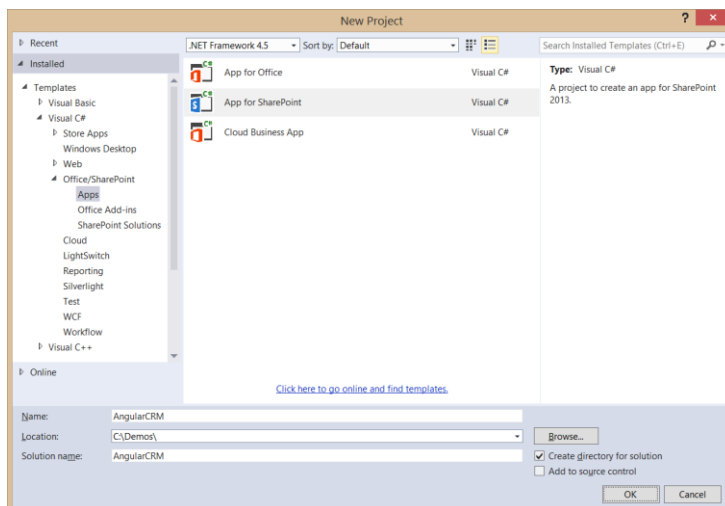 New Project
? ×
Recent
.NET Framework 4.5 Sort by: Default
Search Installed Templates (Ctrl+E)
Installed
Templates
Visual Basic
Visual C#
Store Apps
Windows Desktop
Web
Office/SharePoint
Apps
Office Add-ins
SharePoint Solutions
Cloud
LightSwitch
Reporting
Silverlight
Test
WCF
Workflow
Visual C++
Online
C# App for Office Visual C#
C# App for SharePoint Visual C#
C# Cloud Business App Visual C#
Click here to go online and find templates.
Type: Visual C#
A project to create an app for SharePoint
2013.
Name: AngularCRM
Location: C:\Demos\ Browse...
Solution name: AngularCRM
Create directory for solution
Add to source control
OK Cancel